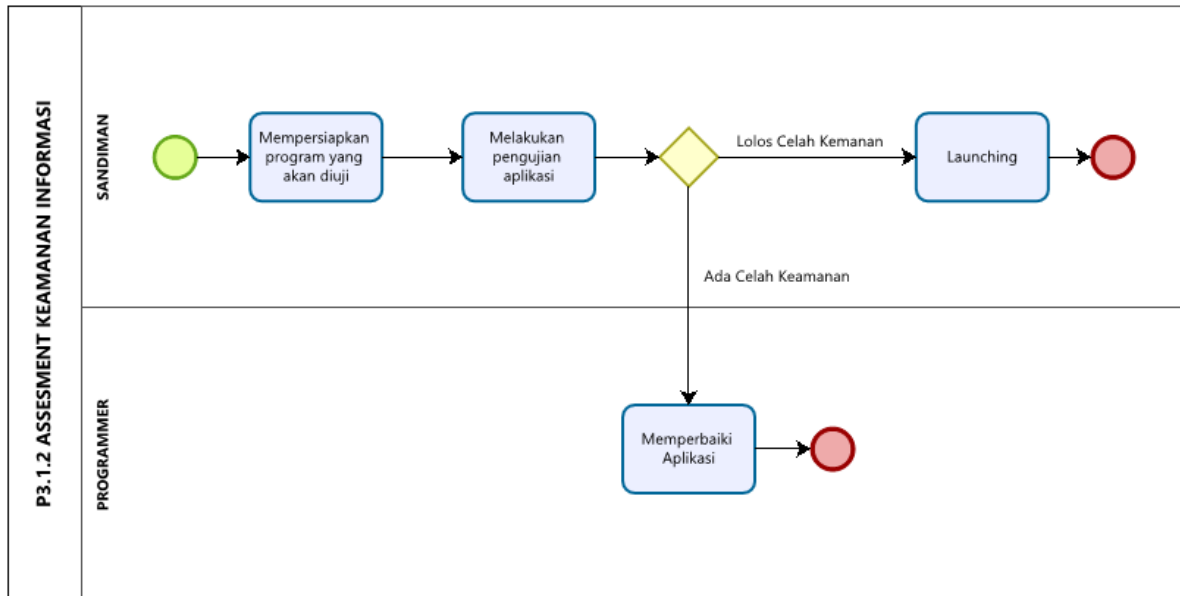 P3.1.2 ASSESMENT KEAMANAN INFORMASI
SANDIMAN
Mempersiapkan
program yang
akan diuji
Melakukan
pengujian
aplikasi
Lolos Celah Kemanan
Launching
Ada Celah Keamanan
PROGRAMMER
Memperbaiki
Aplikasi